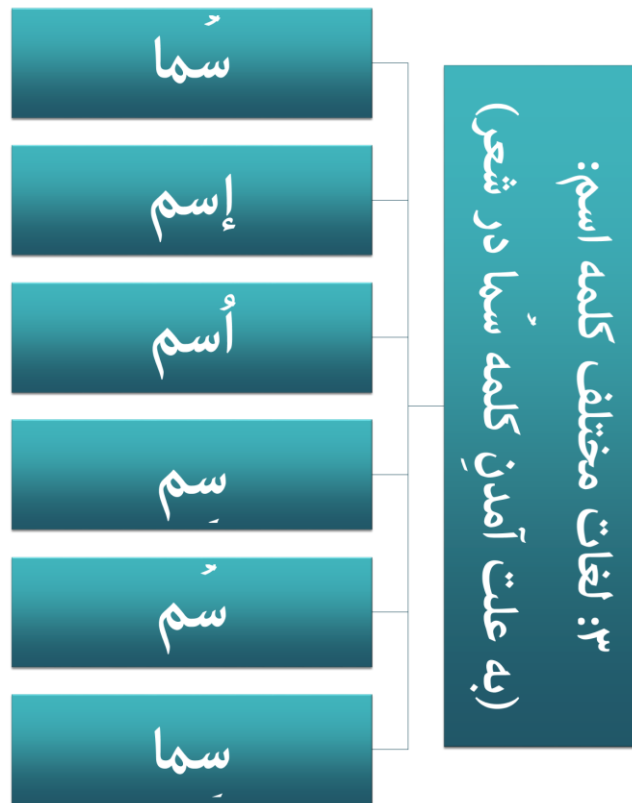 ۳: لغات مختلف کلمه اسم:
(به علت آمدنِ کلمه سُما در شعر)
سُما
إسم
اُسم
سِم
سُم
سِما